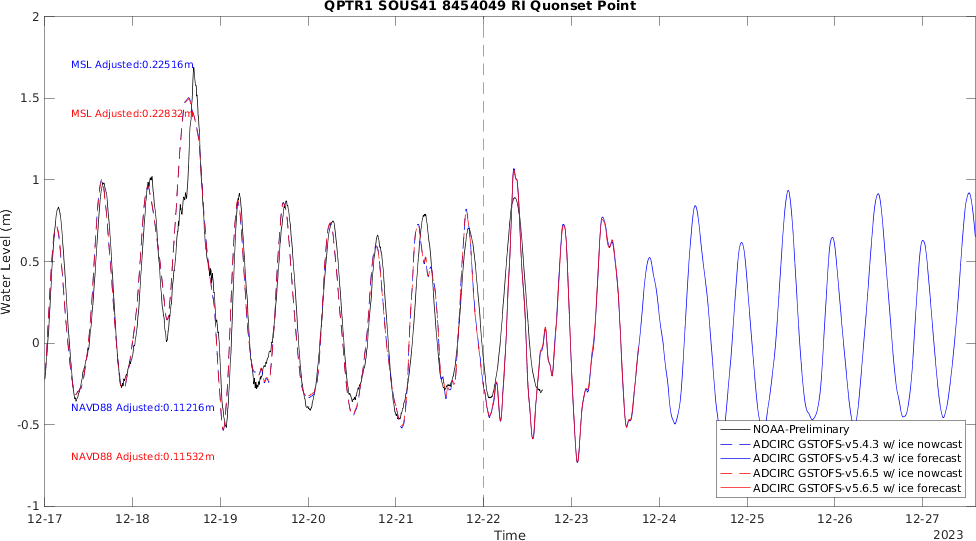 QPTR1 SOUS41 8454049 RI Quonset Point
2
1.5
1
0.5
0
-0.5
-1
Water Level (m)
MSL Adjusted:0.22516m
MSL Adjusted:0.22832m
NAVD88 Adjusted:0.11216m
NAVD88 Adjusted:0.11532m
NOAA-Preliminary
ADCIRC GSTOFS-v5.4.3 w/ ice nowcast
ADCIRC GSTOFS-v5.4.3 w/ ice forecast
ADCIRC GSTOFS-v5.6.5 w/ ice nowcast
ADCIRC GSTOFS-v5.6.5 w/ ice forecast
12-17 12-18 12-19 12-20 12-21 12-22 12-23 12-24 12-25 12-26 12-27
Time
2023